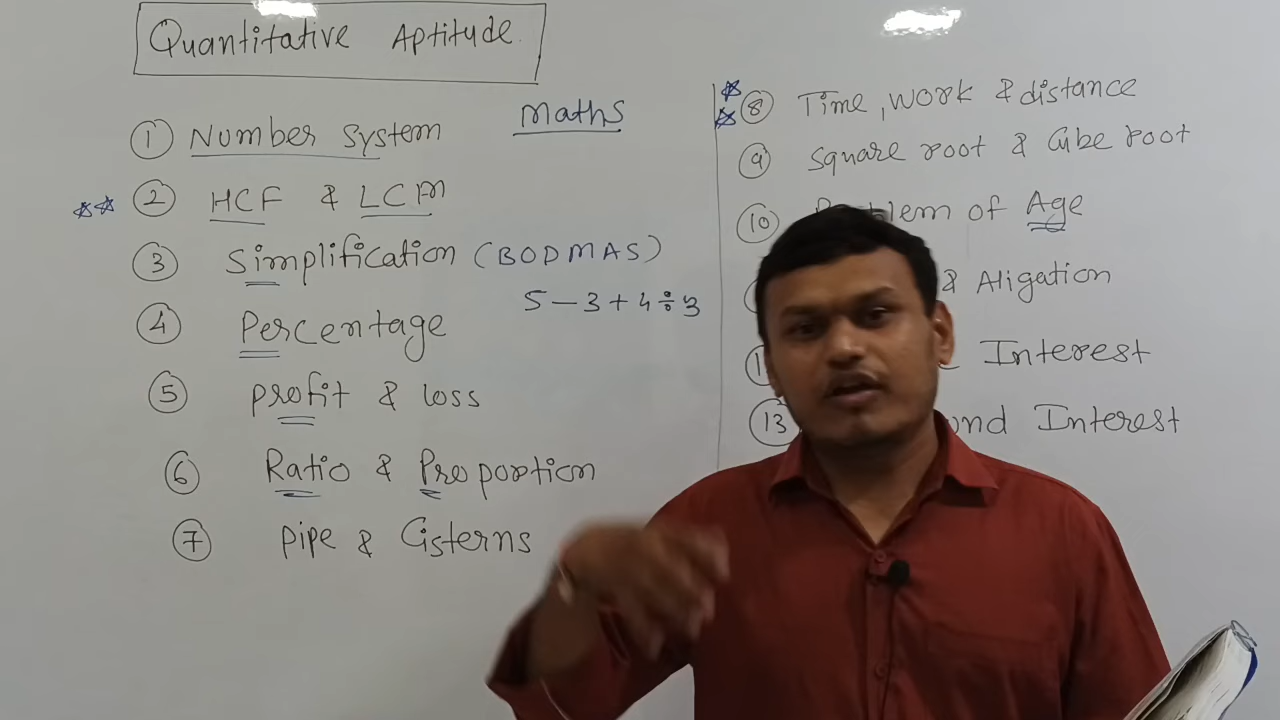 Quantitative Aptitude
Maths
① Number System
② HCF & LCM
③ Simplification (BODMAS)
5 − 3 + 4 ÷ 3
④ Percentage
⑤ profit & loss
⑥ Ratio & Proportion
⑦ Pipe & Cisterns
⑧ Time, work & distance
⑨ Square root & Cube root
⑩ of Age
& Aligation
Interest
⑬ Interest